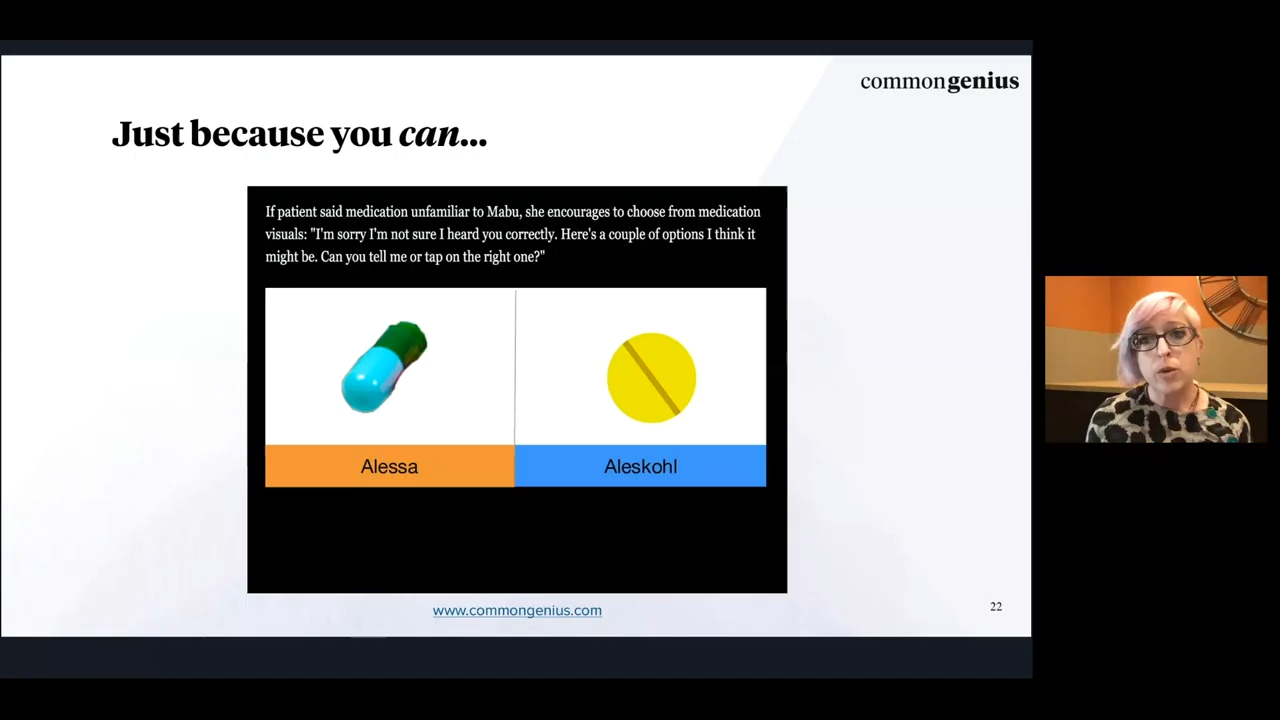 commongenius
Just because you can...
If patient said medication unfamiliar to Mabu, she encourages to choose from medication
visuals: "I'm sorry I'm not sure I heard you correctly. Here's a couple of options I think it
might be. Can you tell me or tap on the right one?"
Alessa
Aleskohl
www.commongenius.com
22